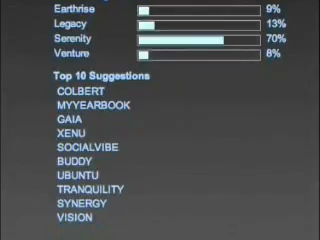 Earthrise 9%
Legacy 13%
Serenity 70%
Venture 8%
Top 10 Suggestions
COLBERT
MYYEARBOOK
GAIA
XENU
SOCIALVIBE
BUDDY
UBUNTU
TRANQUILITY
SYNERGY
VISION